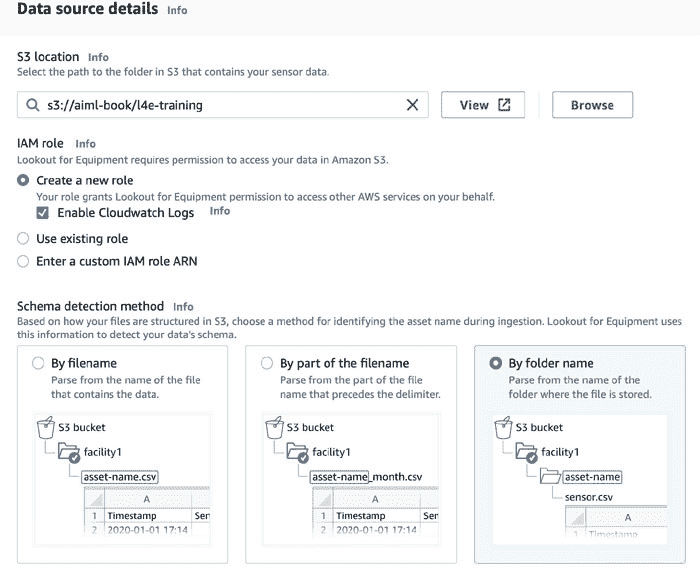 Data source details Info
S3 location Info
Select the path to the folder in S3 that contains your sensor data.
s3://aiml-book/l4e-training
View
Browse
IAM role Info
Lookout for Equipment requires permission to access your data in Amazon S3.
Create a new role
Your role grants Lookout for Equipment permission to access other AWS services on your behalf.
Enable Cloudwatch Logs Info
Use existing role
Enter a custom IAM role ARN
Schema detection method Info
Based on how your files are structured in S3, choose a method for identifying the asset name during ingestion. Lookout for Equipment uses
this information to detect your data's schema.
By filename
Parse from the name of the file
that contains the data.
S3 bucket
facility1
asset-name.csv
A
1 Timestamp Sen
2 2020-01-01 17:14
By part of the filename
Parse from the part of the file
name that precedes the delimiter.
S3 bucket
facility1
asset-name_month.csv
A
1 Timestamp Sen
2 2020-01-01 17:14
By folder name
Parse from the name of the
folder where the file is stored.
S3 bucket
facility1
asset-name
sensor.csv
A
1 Timestamp